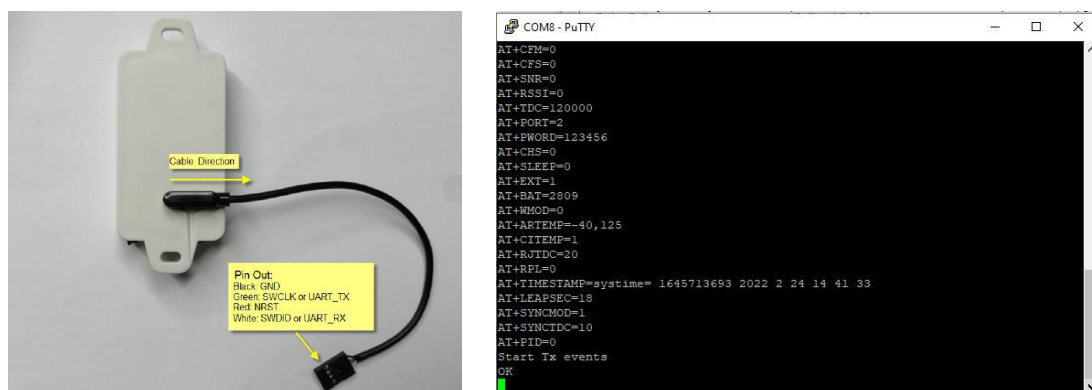 Cable Direction
Pin Out:
Black: GND
Green: SWCLK or UART_TX
Red: NRST
White: SWDIO or UART_RX
COM8 - PuTTY
AT+CFM=0
AT+CFS=0
AT+SNR=0
AT+RSSI=0
AT+TDC=120000
AT+PORT=2
AT+PWORD=123456
AT+CHS=0
AT+SLEEP=0
AT+EXT=1
AT+BAT=2809
AT+WMOD=0
AT+ARTEMP=-40,125
AT+CITEMP=1
AT+RJTDC=20
AT+RPL=0
AT+TIMESTAMP=systime= 1645713693 2022 2 24 14 41 33
AT+LEAPSEC=18
AT+SYNCMOD=1
AT+SYNCTDC=10
AT+PID=0
Start Tx events
OK